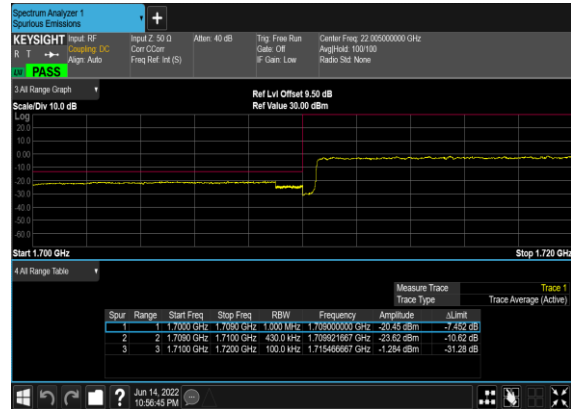 Spectrum Analyzer 1
Spurious Emissions
KEYSIGHT Input: RF Input Z: 50 Ω Atten: 40 dB Trig: Free Run Center Freq: 22.005000000 GHz
R T Coupling: DC Corr CCorr Gate: Off Avg|Hold: 100/100
Align: Auto Freq Ref: Int (S) IF Gain: Low Radio Std: None
LW PASS
3 All Range Graph
Ref Lvl Offset 9.50 dB
Scale/Div 10.0 dB Ref Value 30.00 dBm
Log
20.0
10.0
0.00
-10.0
-20.0
-30.0
-40.0
-50.0
-60.0
Start 1.700 GHz Stop 1.720 GHz
4 All Range Table
Measure Trace Trace 1
Trace Type Trace Average (Active)
Spur Range Start Freq Stop Freq RBW Frequency Amplitude ΔLimit
1 1 1.7000 GHz 1.7090 GHz 1.000 MHz 1.709000000 GHz -20.45 dBm -7.452 dB
2 2 1.7090 GHz 1.7100 GHz 430.0 kHz 1.709921667 GHz -23.62 dBm -10.62 dB
3 3 1.7100 GHz 1.7200 GHz 100.0 kHz 1.715466667 GHz -1.284 dBm -31.28 dB
? Jun 14, 2022
10:56:45 PM